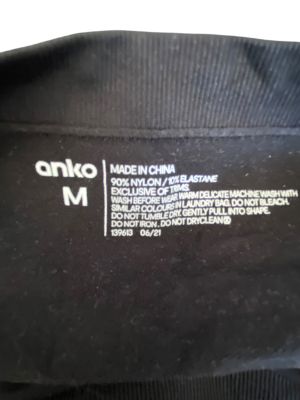 anko
M
MADE IN CHINA
90% NYLON / 10% ELASTANE
EXCLUSIVE OF TRIMS.
WASH BEFORE WEAR. WARM DELICATE MACHINE WASH WITH
SIMILAR COLOURS IN LAUNDRY BAG. DO NOT BLEACH.
DO NOT TUMBLE DRY. GENTLY PULL INTO SHAPE.
DO NOT IRON. DO NOT DRYCLEAN
139613 06/21